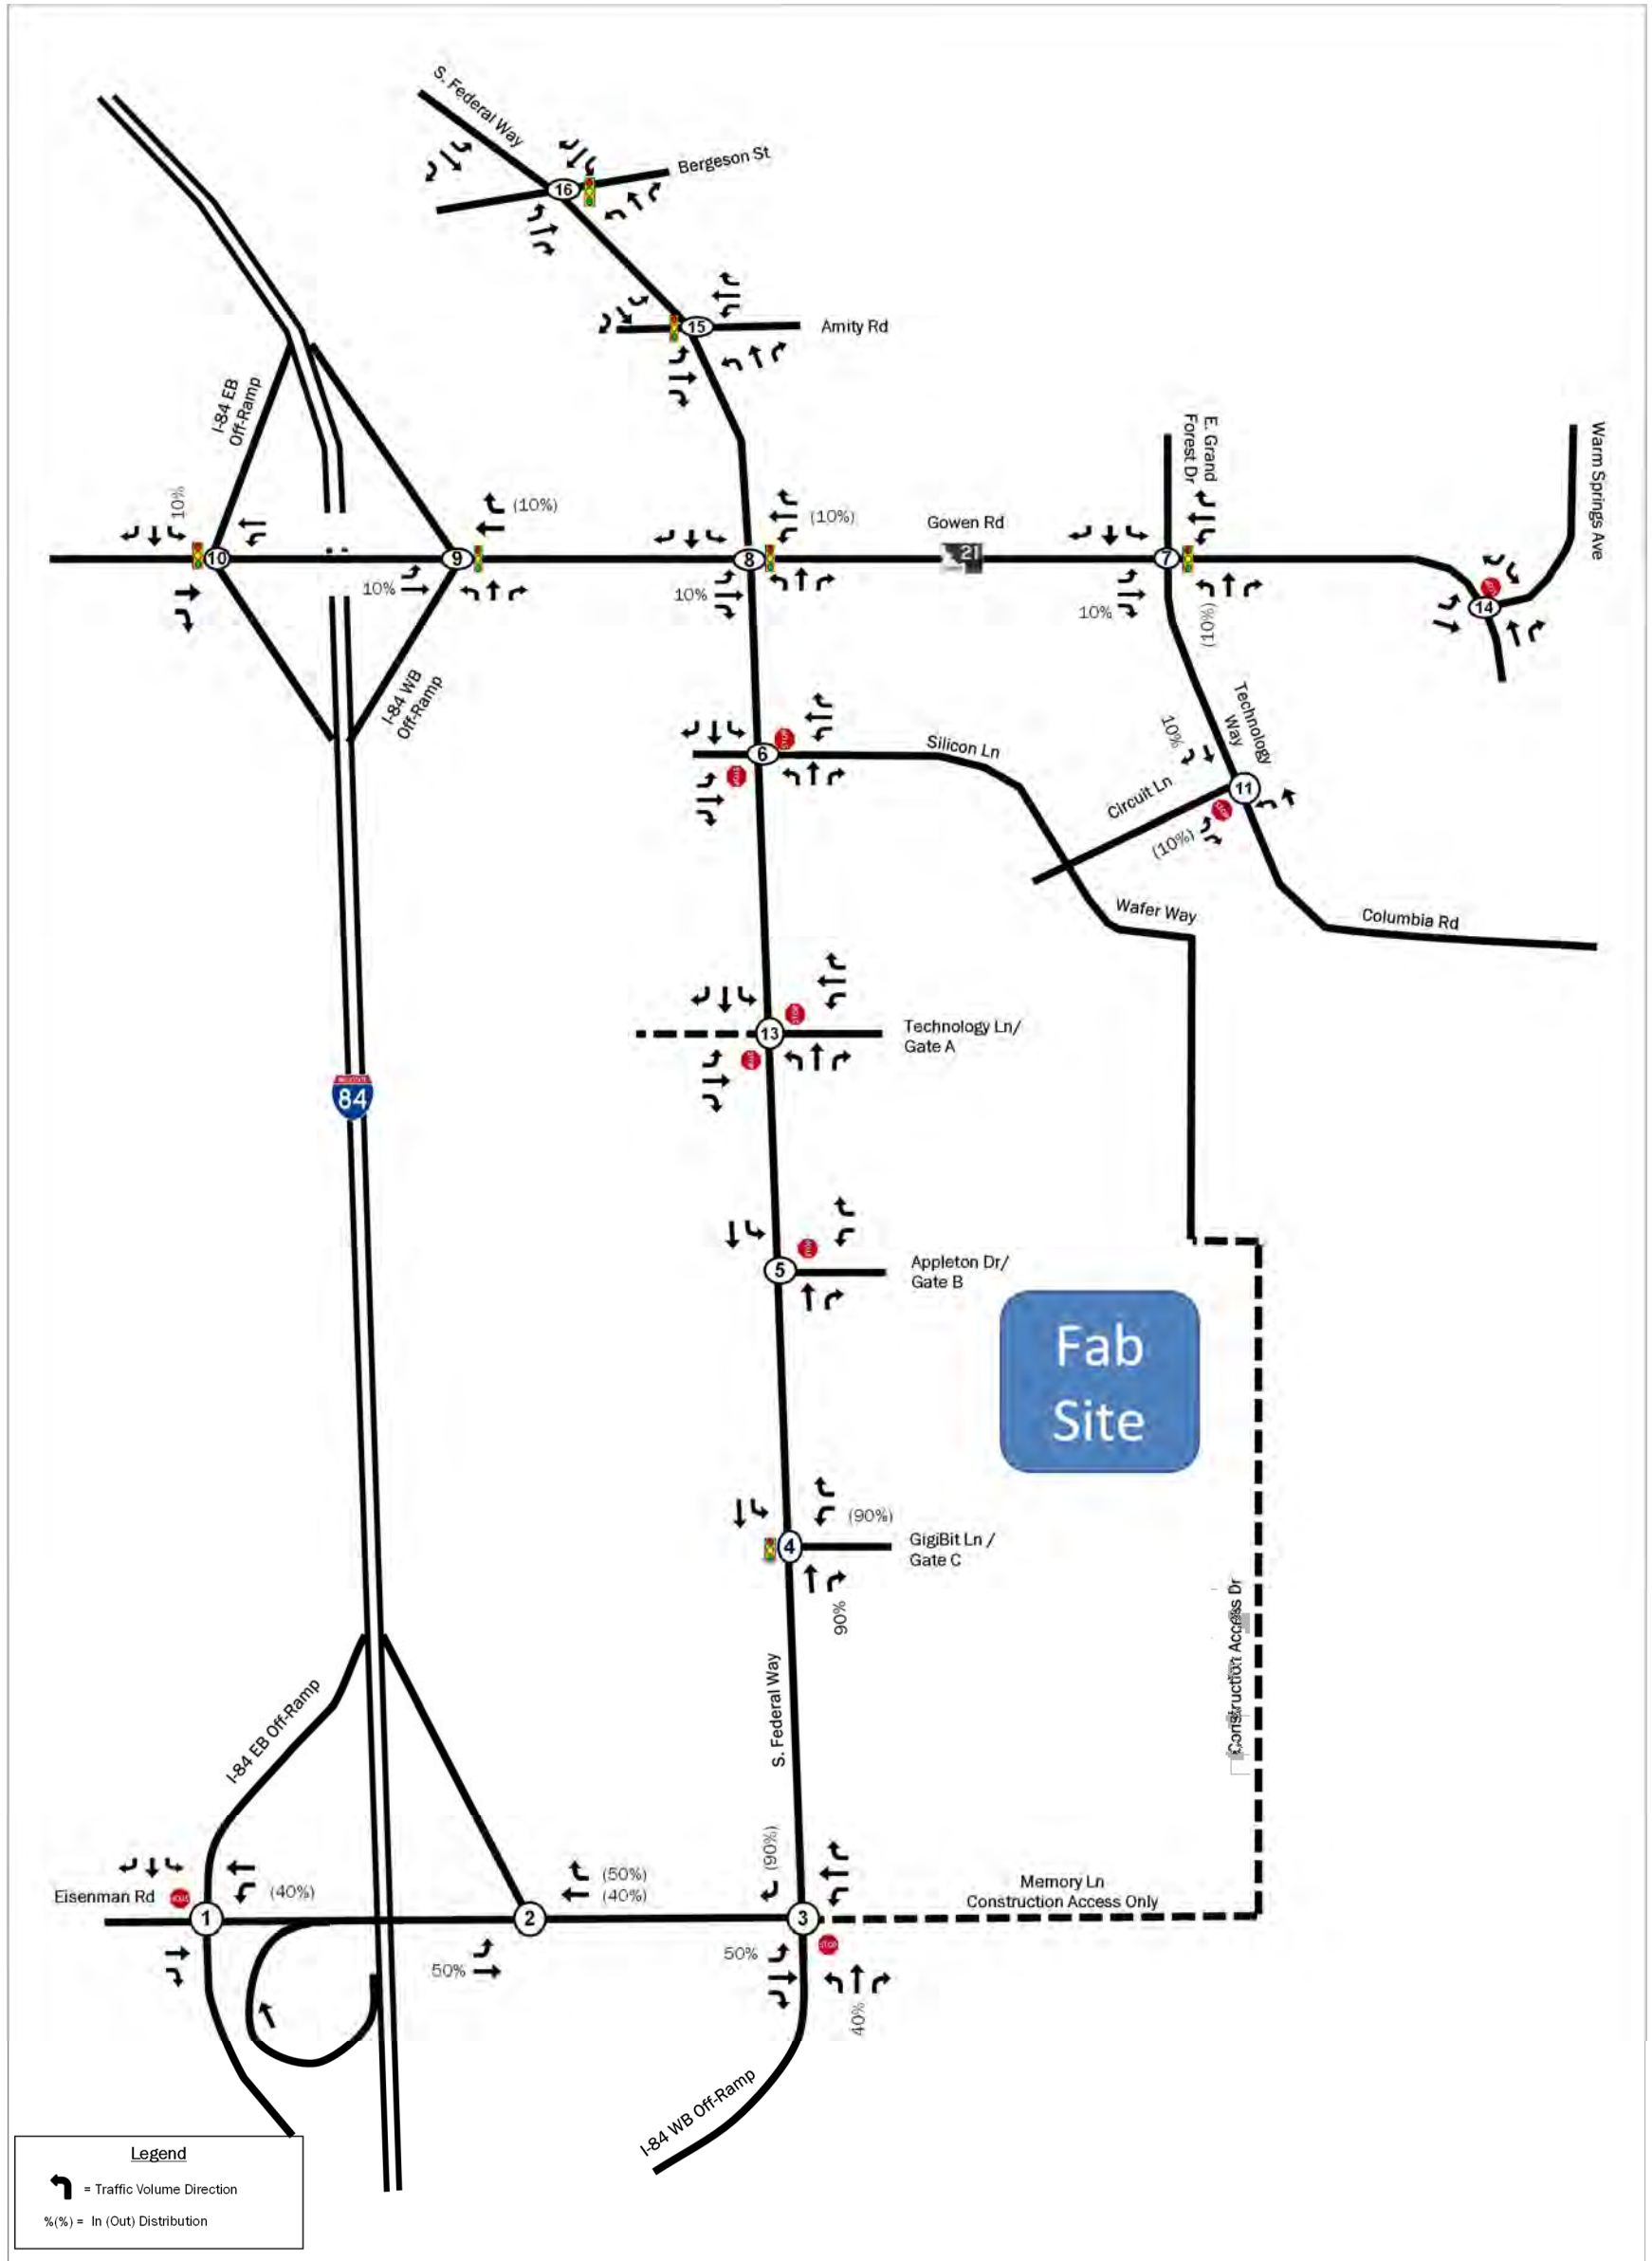 S. Federal Way
Bergeson St
16
15
Amity Rd
I-84 EB
Off-Ramp
E. Grand
Forest Dr
Warm Springs Ave
10%
(10%)
(10%)
Gowen Rd
21
10
9
8
7
10%
10%
10%
(10%)
14
I-84 WB
Off-Ramp
Technology
Way
10%
STOP
6
Silicon Ln
11
Circuit Ln
STOP
(10%)
Wafer Way
Columbia Rd
STOP
13
Technology Ln/
Gate A
84
STOP
5
Appleton Dr/
Gate B
Fab
Site
(90%)
4
GigiBit Ln /
Gate C
90%
Construction Access Dr
I-84 EB Off-Ramp
S. Federal Way
(90%)
(50%)
(40%)
(40%)
Eisenman Rd
Memory Ln
Construction Access Only
1
2
3
STOP
50%
50%
40%
I-84 WB Off-Ramp
Legend
= Traffic Volume Direction
%(%) = In (Out) Distribution